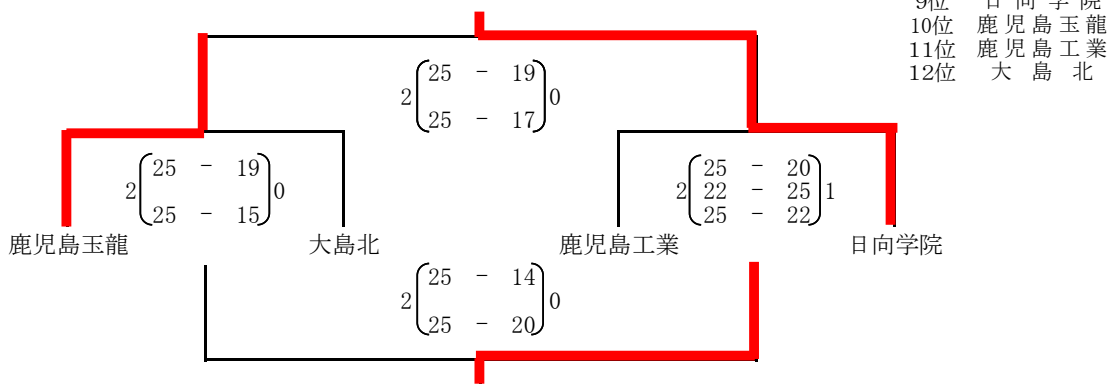 9位 日向学院
10位 鹿児島玉龍
11位 鹿児島工業
12位 大島北
25 - 19
2 0
25 - 17
25 - 19
2 0
25 - 15
25 - 20
2 22 - 25 1
25 - 22
鹿児島玉龍 大島北 鹿児島工業 日向学院
25 - 14
2 0
25 - 20